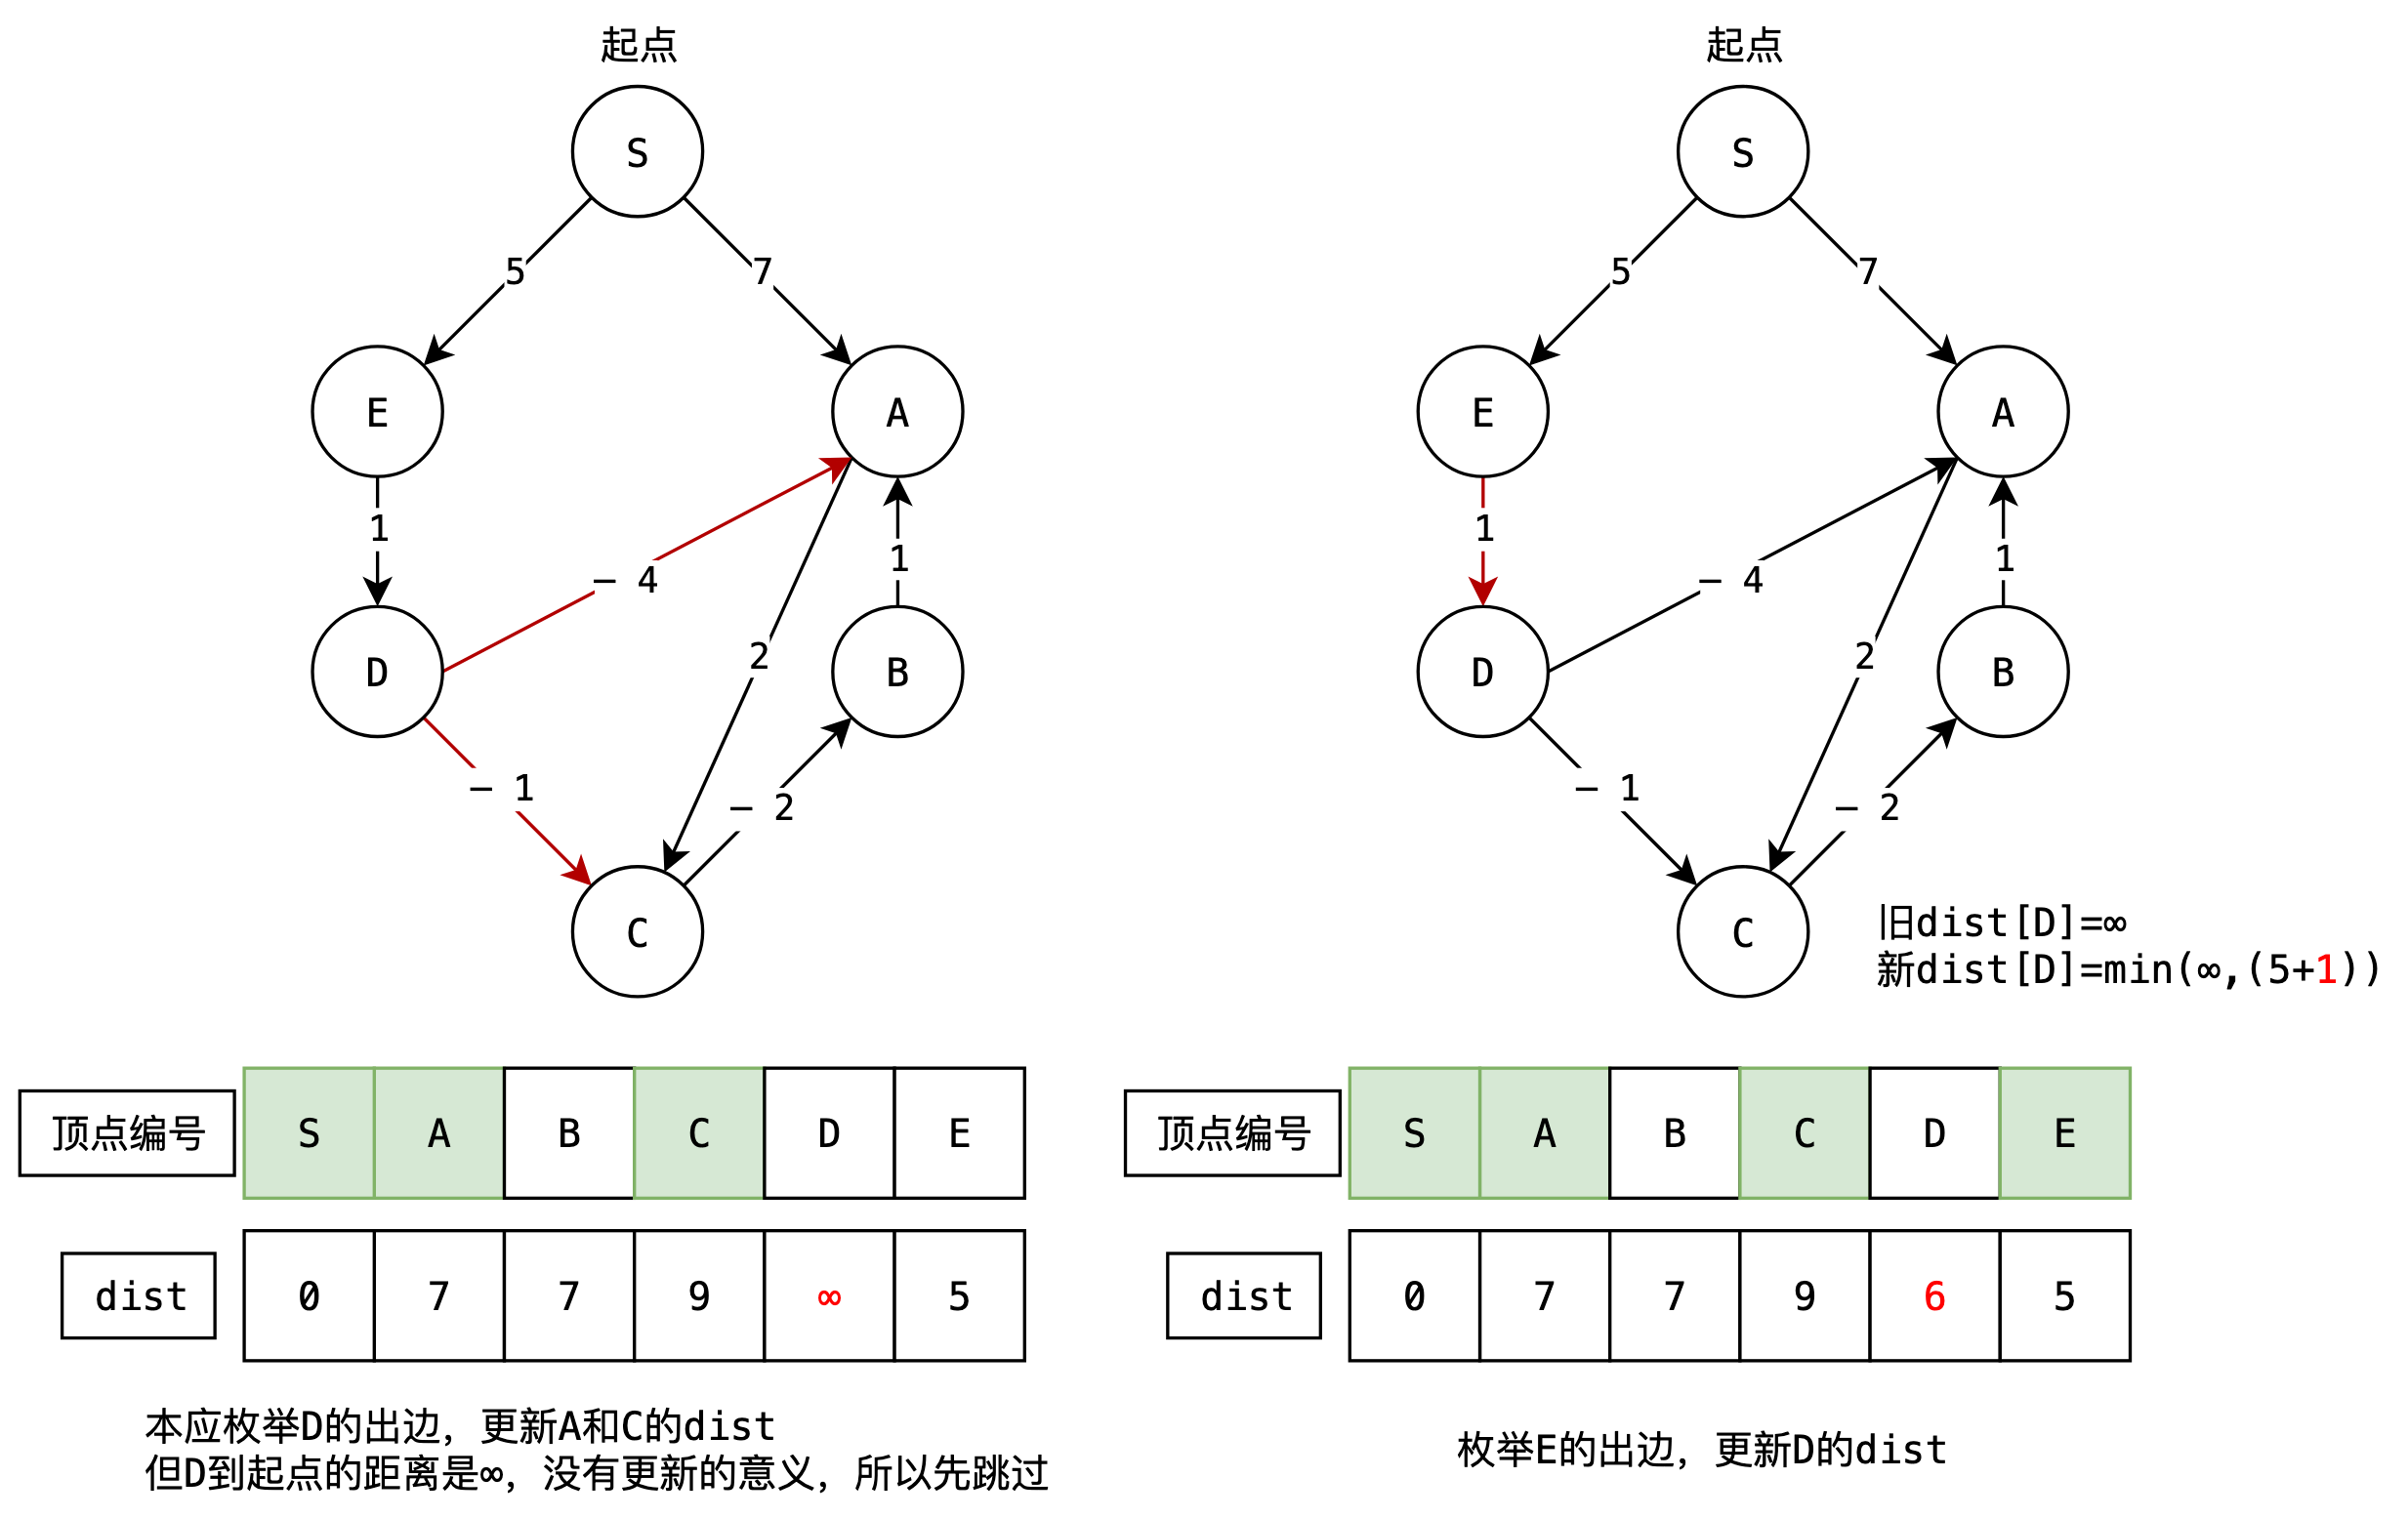 起点
S
5
7
E
A
1
— 4
1
2
D
B
— 1
— 2
C
顶点编号 S A B C D E
dist 0 7 7 9 ∞ 5
本应枚举D的出边，更新A和C的dist
但D到起点的距离是∞，没有更新的意义，所以先跳过
起点
S
5
7
E
A
1
— 4
1
2
D
B
— 1
— 2
C
旧dist[D]=∞
新dist[D]=min(∞,(5+1))
顶点编号 S A B C D E
dist 0 7 7 9 6 5
枚举E的出边，更新D的dist